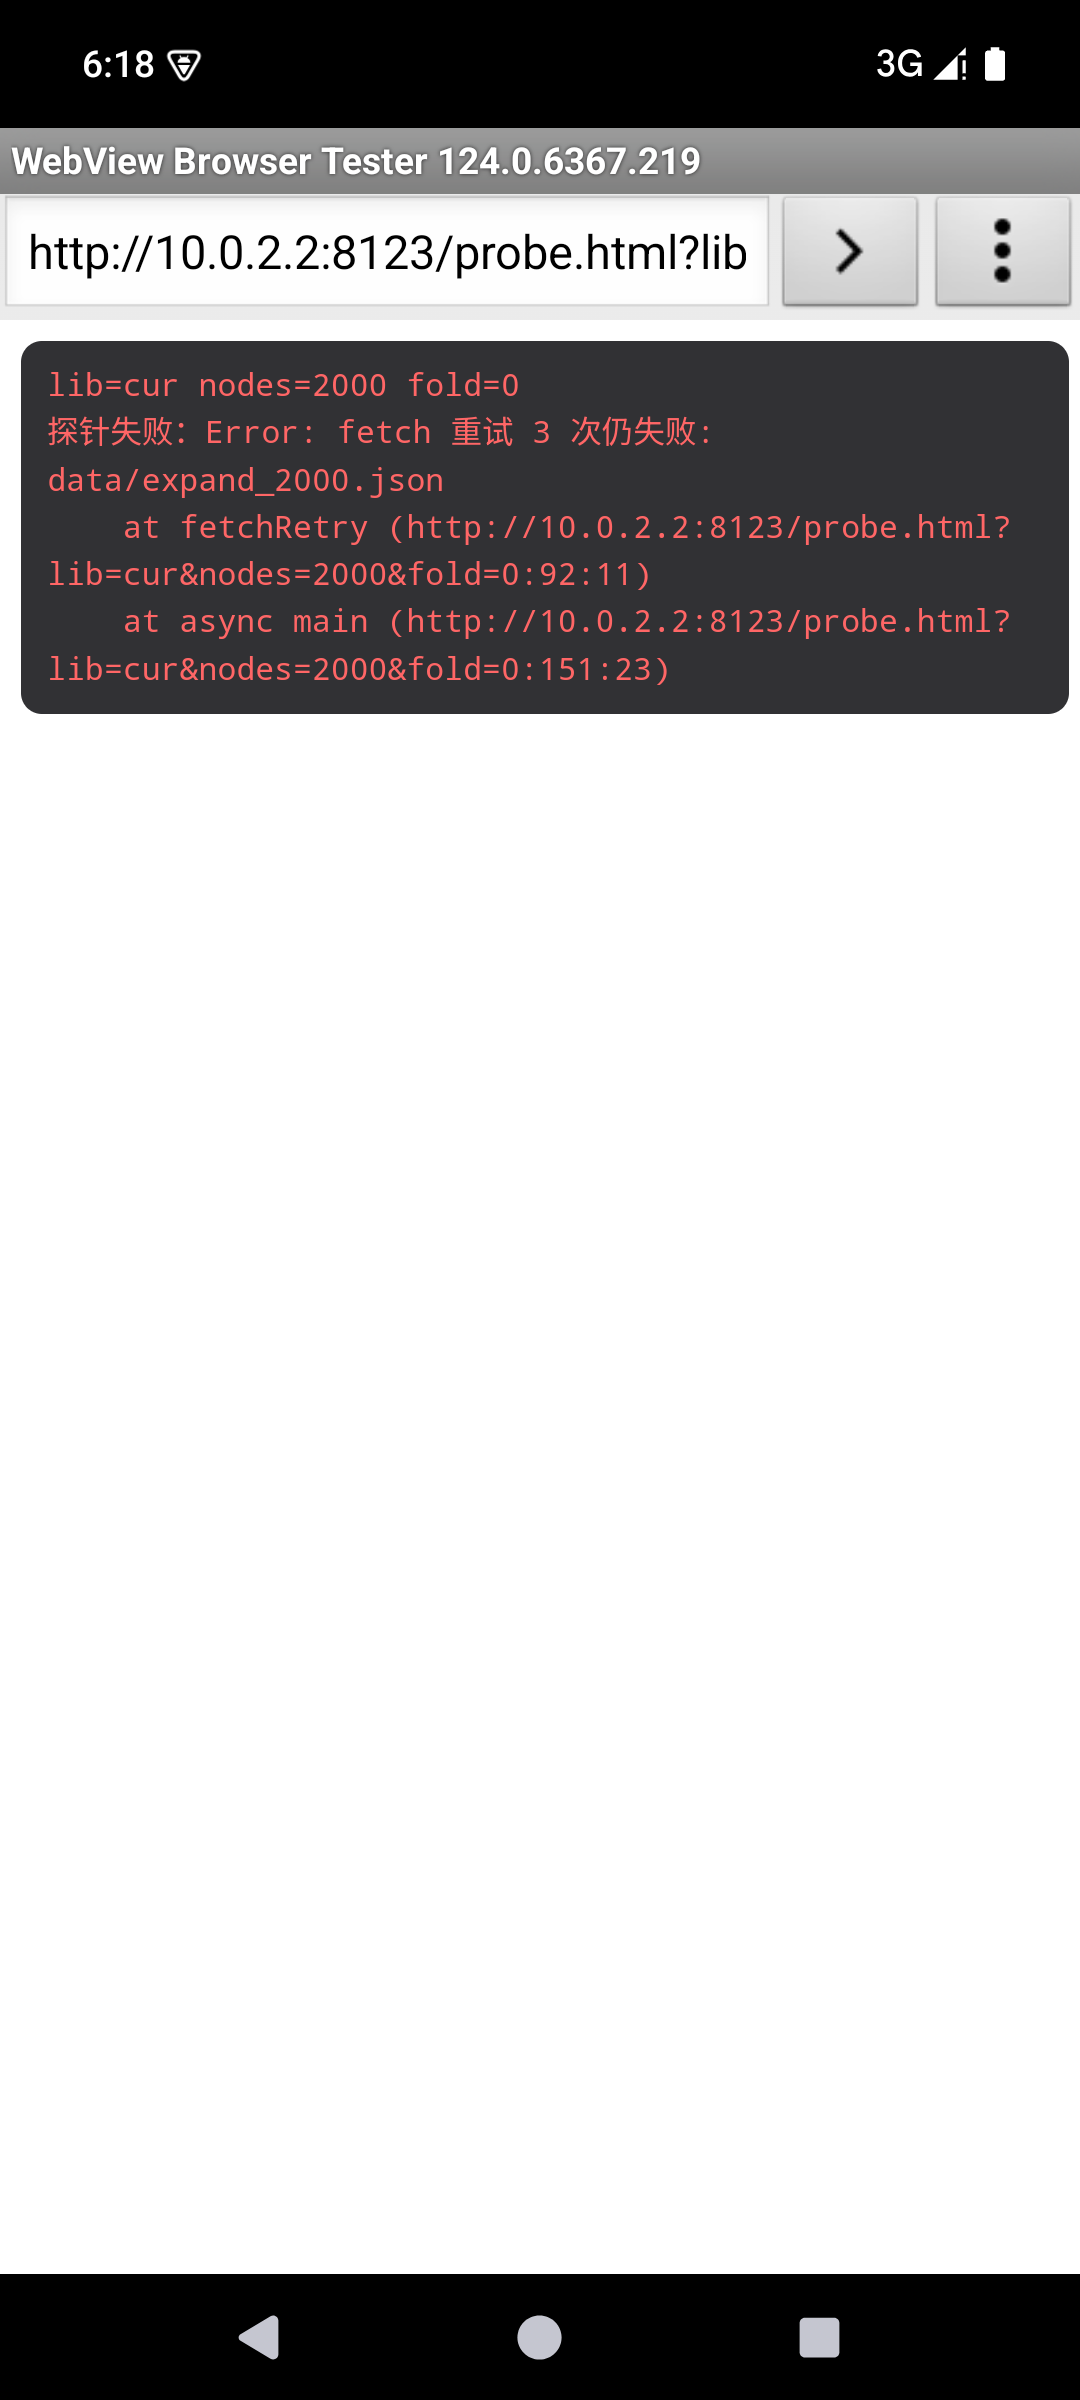 6:18
3G
WebView Browser Tester 124.0.6367.219
http://10.0.2.2:8123/probe.html?lib
lib=cur nodes=2000 fold=0
探针失败: Error: fetch 重试 3 次仍失败:
data/expand_2000.json
at fetchRetry (http://10.0.2.2:8123/probe.html?
lib=cur&nodes=2000&fold=0:92:11)
at async main (http://10.0.2.2:8123/probe.html?
lib=cur&nodes=2000&fold=0:151:23)